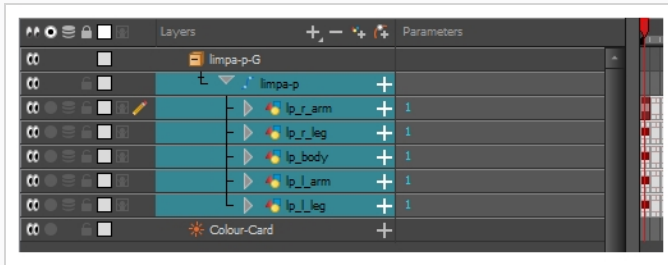 Layers Parameters
limpa-p-G
limpa-p
lp_r_arm 1
lp_r_leg 1
lp_body 1
lp_l_arm 1
lp_l_leg 1
Colour-Card